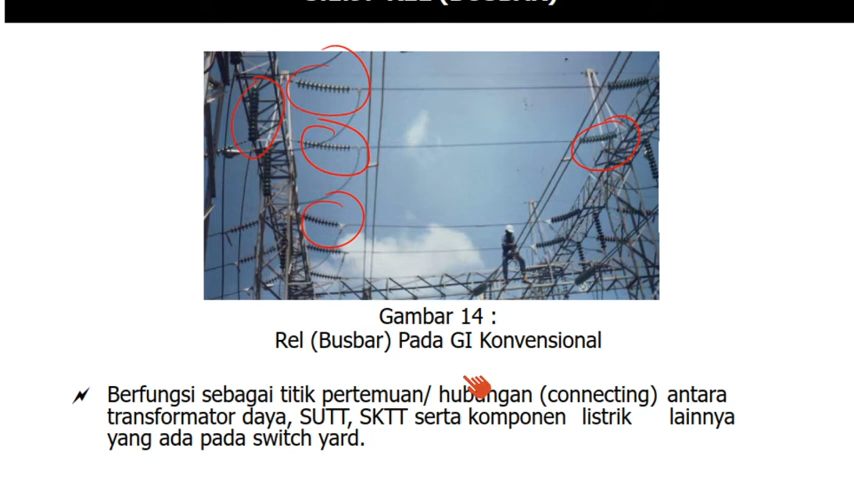 Gambar 14 :
Rel (Busbar) Pada GI Konvensional
Berfungsi sebagai titik pertemuan/ hubungan (connecting) antara
transformator daya, SUTT, SKTT serta komponen listrik lainnya
yang ada pada switch yard.